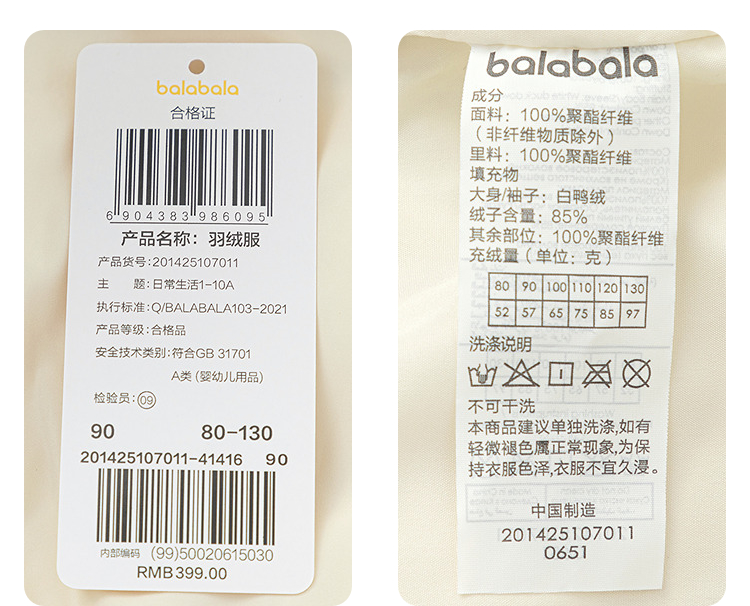 balabala
合格证
6 904383 986095
产品名称: 羽绒服
产品货号: 201425107011
主 题: 日常生活1-10A
执行标准: Q/BALABALA103-2021
产品等级: 合格品
安全技术类别: 符合GB 31701
A类 (婴幼儿用品)
检验员: 09
90 80-130
201425107011-41416 90
内部编码 (99)50020615030
RMB399.00
balabala
成分
面料: 100%聚酯纤维
(非纤维物质除外)
里料: 100%聚酯纤维
填充物
大身/袖子: 白鸭绒
绒子含量: 85%
其余部位: 100%聚酯纤维
充绒量(单位: 克)
80 90 100 110 120 130
52 57 65 75 85 97
洗涤说明
不可干洗
本商品建议单独洗涤,如有
轻微褪色属正常现象,为保
持衣服色泽,衣服不宜久浸。
中国制造
201425107011
0651